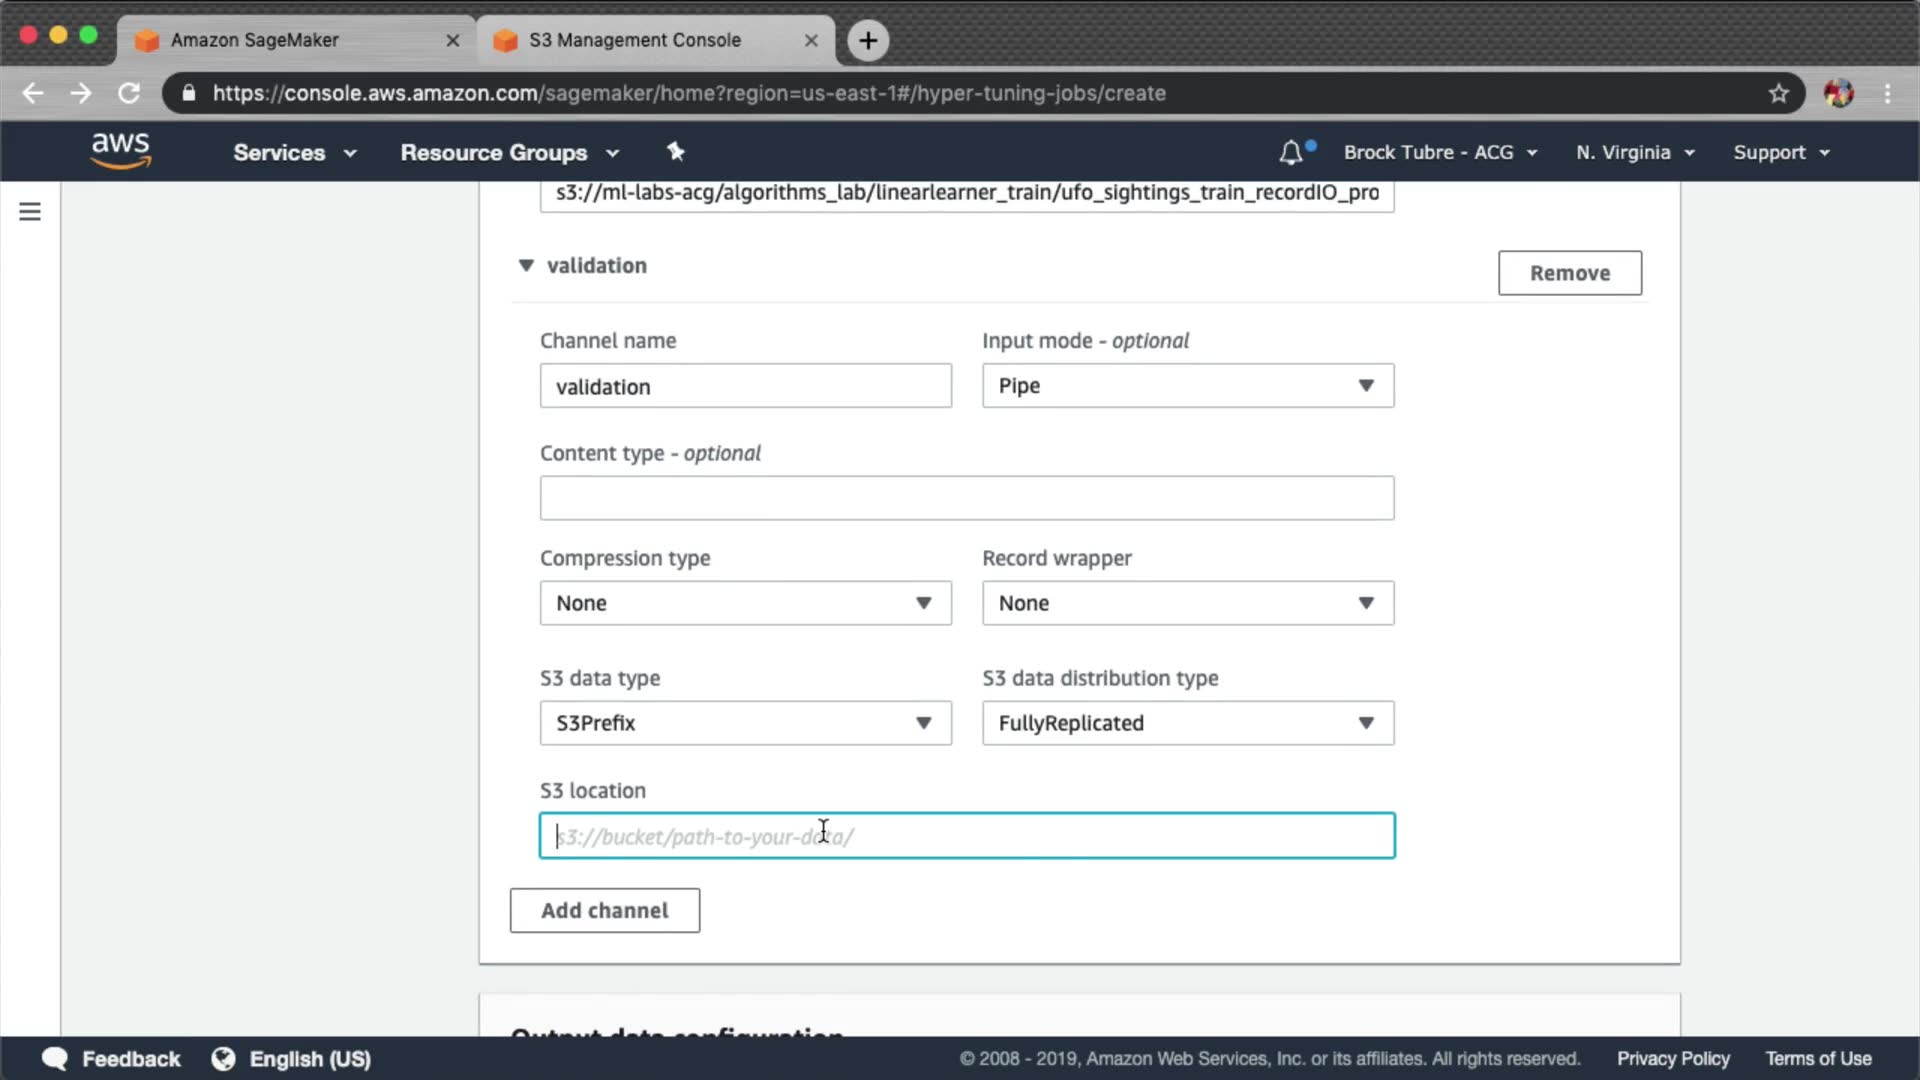 Amazon SageMaker
S3 Management Console
https://console.aws.amazon.com/sagemaker/home?region=us-east-1#/hyper-tuning-jobs/create
aws
Services
Resource Groups
Brock Tubre - ACG
N. Virginia
Support
s3://ml-labs-acg/algorithms_lab/linearlearner_train/ufo_sightings_train_recordIO_pro
validation
Remove
Channel name
Input mode - optional
validation
Pipe
Content type - optional
Compression type
Record wrapper
None
None
S3 data type
S3 data distribution type
S3Prefix
FullyReplicated
S3 location
s3://bucket/path-to-your-data/
Add channel
Output data configuration
Feedback
English (US)
© 2008 - 2019, Amazon Web Services, Inc. or its affiliates. All rights reserved.
Privacy Policy
Terms of Use